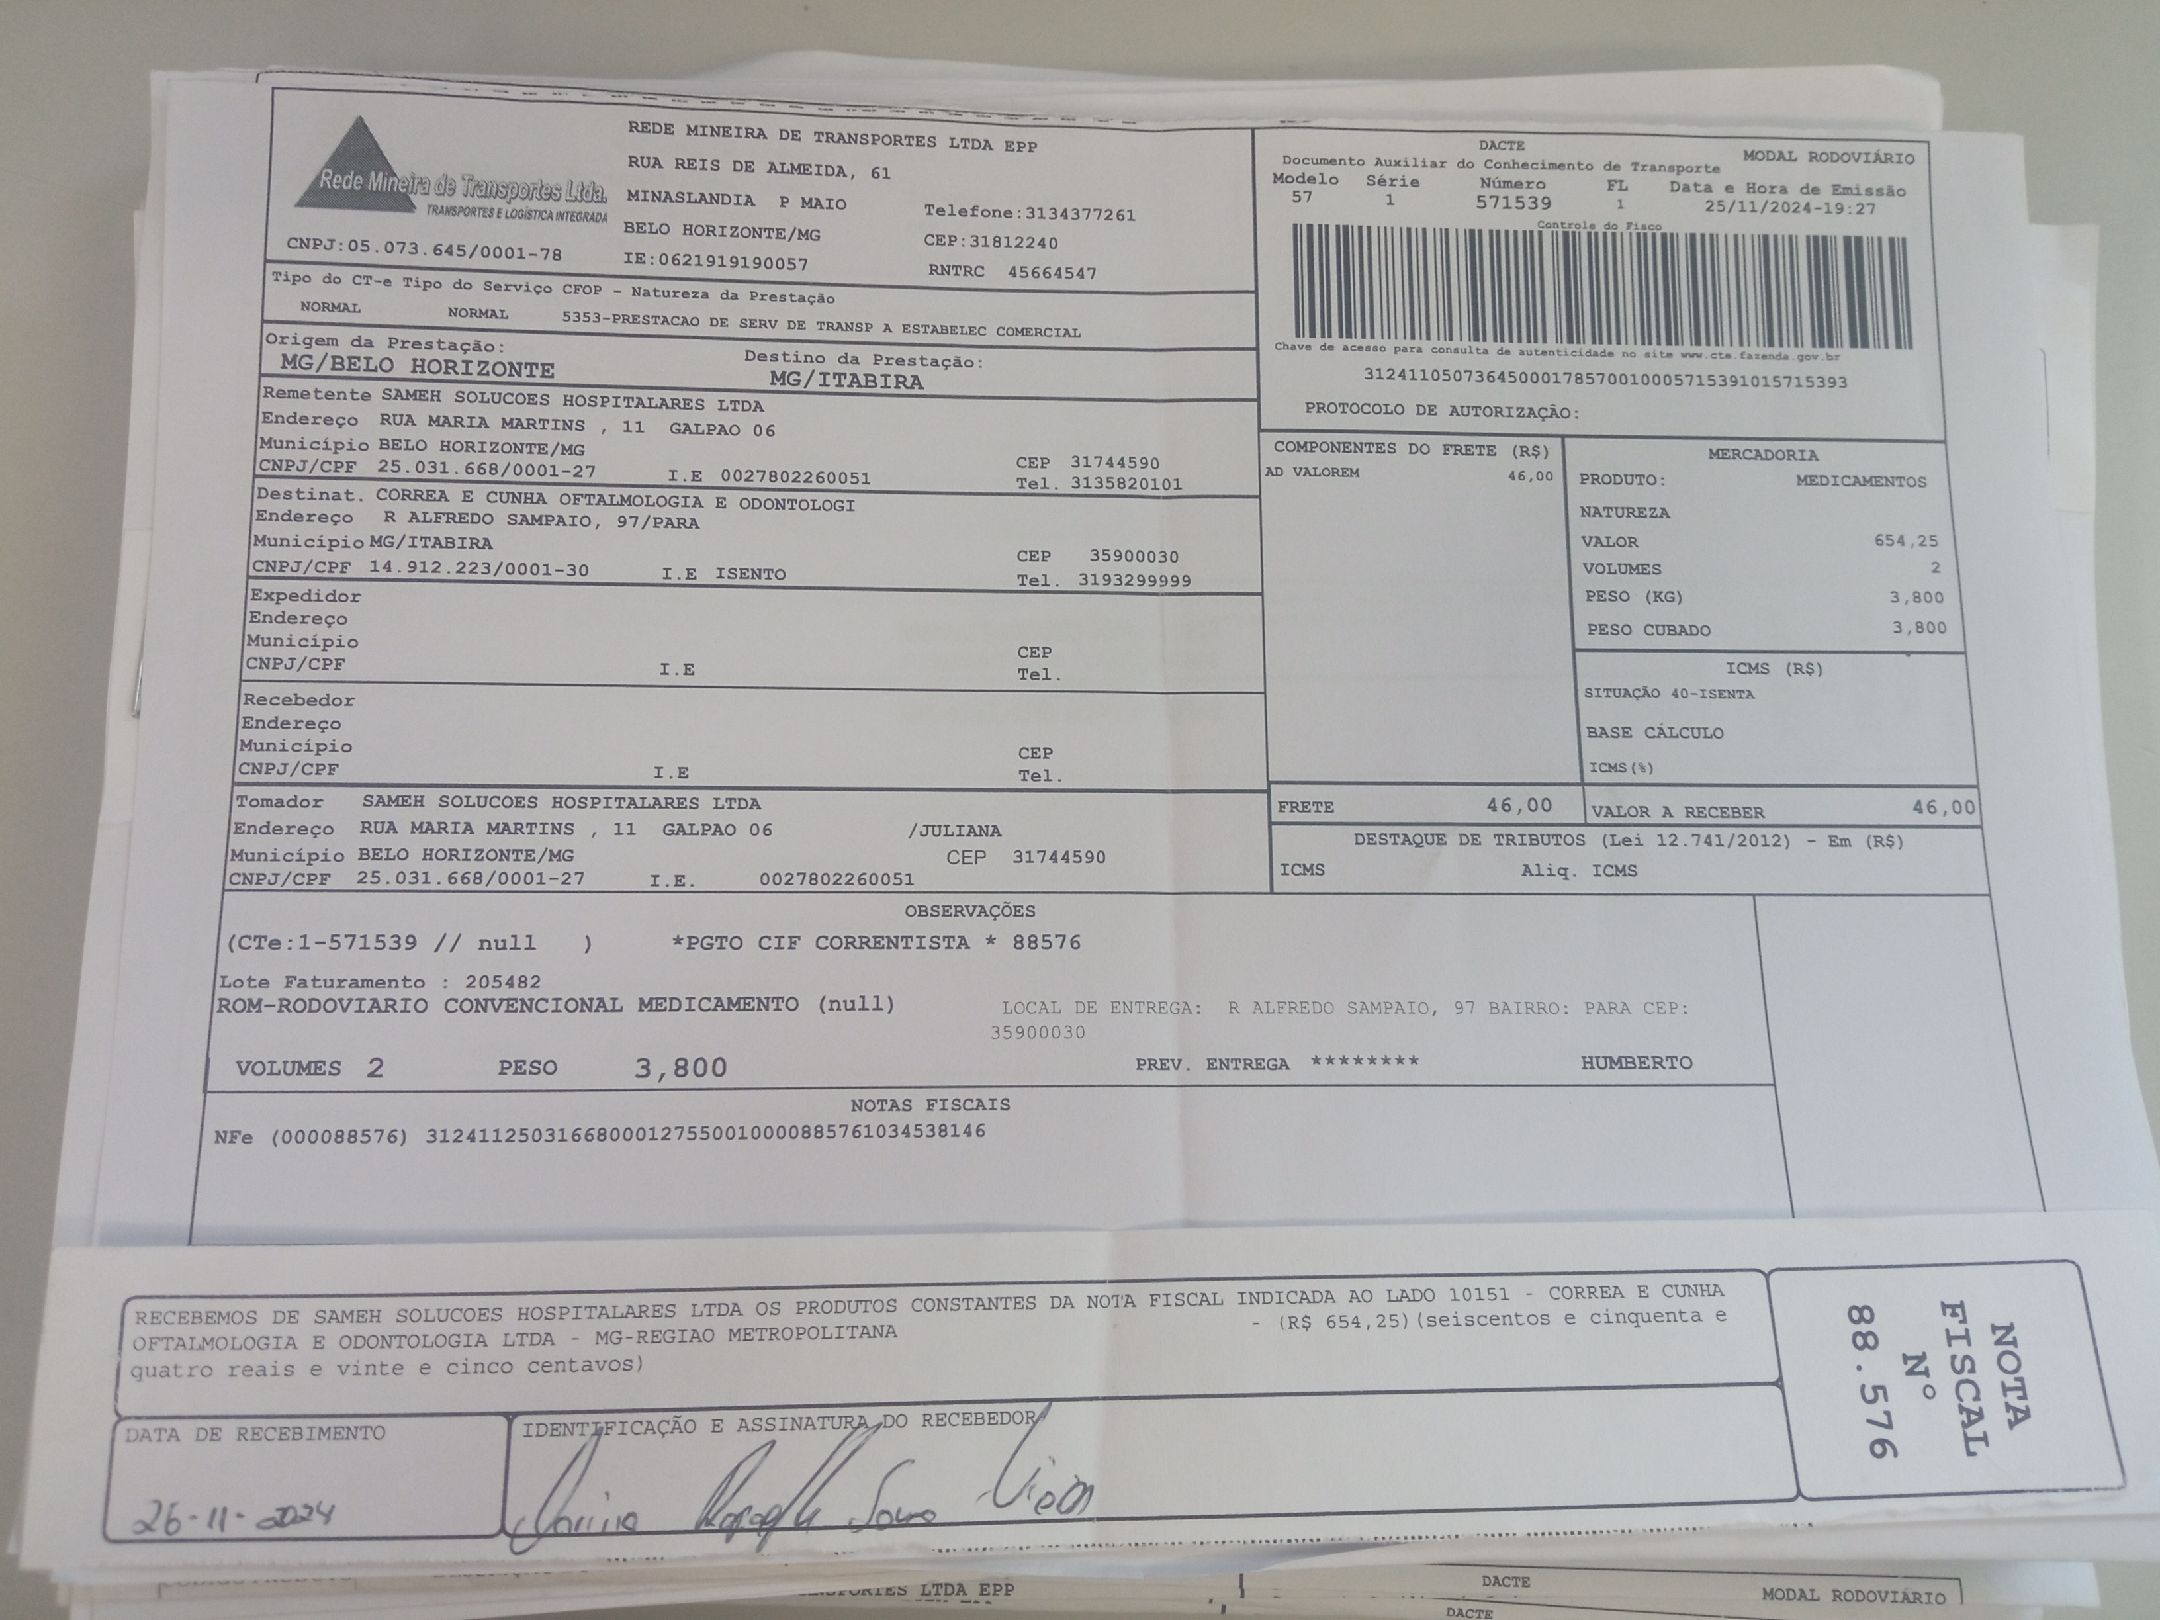 Rede Mineira de Transportes Ltda.
TRANSPORTES E LOGÍSTICA INTEGRADA
CNPJ:05.073.645/0001-78
REDE MINEIRA DE TRANSPORTES LTDA EPP
RUA REIS DE ALMEIDA, 61
MINASLANDIA P MAIO
Telefone:3134377261
BELO HORIZONTE/MG
CEP:31812240
IE:0621919190057
RNTRC 45664547
DACTE
MODAL RODOVIÁRIO
Documento Auxiliar do Conhecimento de Transporte
Modelo Série Número FL Data e Hora de Emissão
57 1 571539 1 25/11/2024-19:27
Controle do Fisco
Chave de acesso para consulta de autenticidade no site www.cte.fazenda.gov.br
31241105073645000178570010005715391015715393
PROTOCOLO DE AUTORIZAÇÃO:
Tipo do CT-e Tipo do Serviço CFOP - Natureza da Prestação
NORMAL NORMAL 5353-PRESTACAO DE SERV DE TRANSP A ESTABELEC COMERCIAL
Origem da Prestação: Destino da Prestação:
MG/BELO HORIZONTE MG/ITABIRA
Remetente SAMEH SOLUCOES HOSPITALARES LTDA
Endereço RUA MARIA MARTINS , 11 GALPAO 06
Município BELO HORIZONTE/MG CEP 31744590
CNPJ/CPF 25.031.668/0001-27 I.E 0027802260051 Tel. 3135820101
Destinat. CORREA E CUNHA OFTALMOLOGIA E ODONTOLOGI
Endereço R ALFREDO SAMPAIO, 97/PARA
Município MG/ITABIRA CEP 35900030
CNPJ/CPF 14.912.223/0001-30 I.E ISENTO Tel. 3193299999
Expedidor
Endereço
Município CEP
CNPJ/CPF I.E Tel.
Recebedor
Endereço
Município CEP
CNPJ/CPF I.E Tel.
Tomador SAMEH SOLUCOES HOSPITALARES LTDA
Endereço RUA MARIA MARTINS , 11 GALPAO 06 /JULIANA
Município BELO HORIZONTE/MG CEP 31744590
CNPJ/CPF 25.031.668/0001-27 I.E. 0027802260051
COMPONENTES DO FRETE (R$)
AD VALOREM 46,00
MERCADORIA
PRODUTO: MEDICAMENTOS
NATUREZA
VALOR 654,25
VOLUMES 2
PESO (KG) 3,800
PESO CUBADO 3,800
ICMS (R$)
SITUAÇÃO 40-ISENTA
BASE CÁLCULO
ICMS(%)
FRETE 46,00 VALOR A RECEBER 46,00
DESTAQUE DE TRIBUTOS (Lei 12.741/2012) - Em (R$)
ICMS Aliq. ICMS
OBSERVAÇÕES
(CTe:1-571539 // null ) *PGTO CIF CORRENTISTA * 88576
Lote Faturamento : 205482
ROM-RODOVIARIO CONVENCIONAL MEDICAMENTO (null) LOCAL DE ENTREGA: R ALFREDO SAMPAIO, 97 BAIRRO: PARA CEP:
35900030
VOLUMES 2 PESO 3,800 PREV. ENTREGA ******** HUMBERTO
NOTAS FISCAIS
NFe (000088576) 31241125031668000127550010000885761034538146
RECEBEMOS DE SAMEH SOLUCOES HOSPITALARES LTDA OS PRODUTOS CONSTANTES DA NOTA FISCAL INDICADA AO LADO 10151 - CORREA E CUNHA
OFTALMOLOGIA E ODONTOLOGIA LTDA - MG-REGIAO METROPOLITANA - (R$ 654,25)(seiscentos e cinquenta e
quatro reais e vinte e cinco centavos)
DATA DE RECEBIMENTO
26-11-2024
IDENTIFICAÇÃO E ASSINATURA DO RECEBEDOR
NOTA
FISCAL
N°
88.576
LTDA EPP
DACTE
MODAL RODOVIÁRIO
DACTE